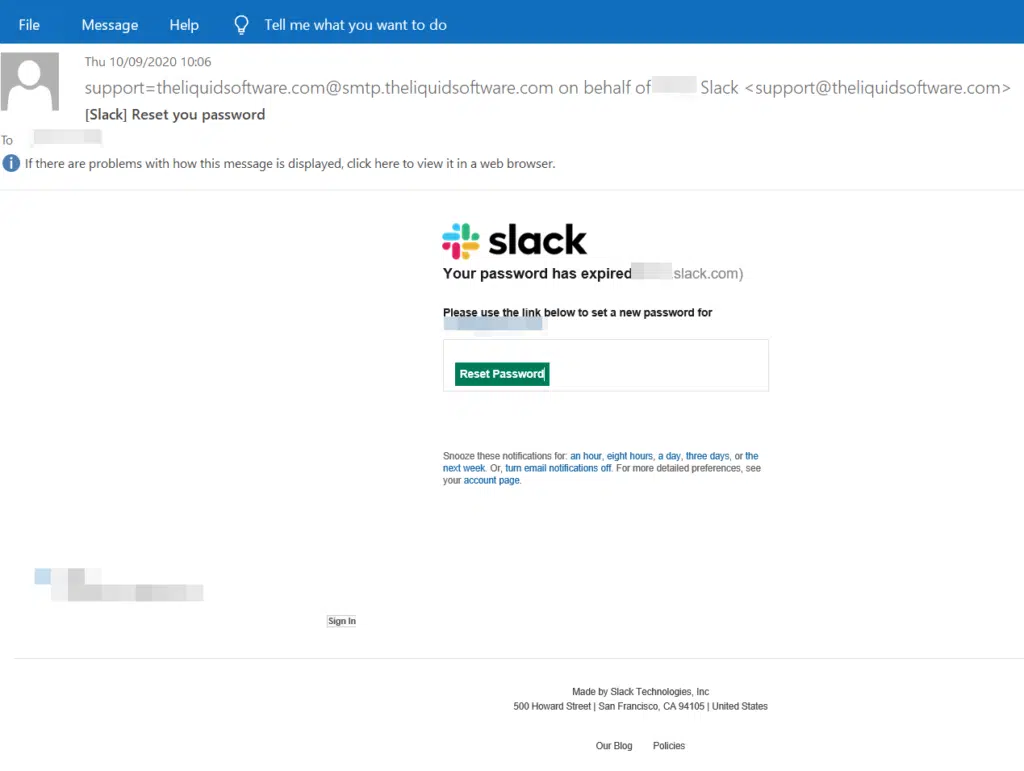 File Message Help Tell me what you want to do
Thu 10/09/2020 10:06
support=theliquidsoftware.com@smtp.theliquidsoftware.com on behalf of Slack <support@theliquidsoftware.com>
[Slack] Reset you password
To
If there are problems with how this message is displayed, click here to view it in a web browser.
slack
Your password has expired slack.com)
Please use the link below to set a new password for
Reset Password
Snooze these notifications for: an hour, eight hours, a day, three days, or the
next week. Or, turn email notifications off. For more detailed preferences, see
your account page.
Sign In
Made by Slack Technologies, Inc
500 Howard Street | San Francisco, CA 94105 | United States
Our Blog Policies